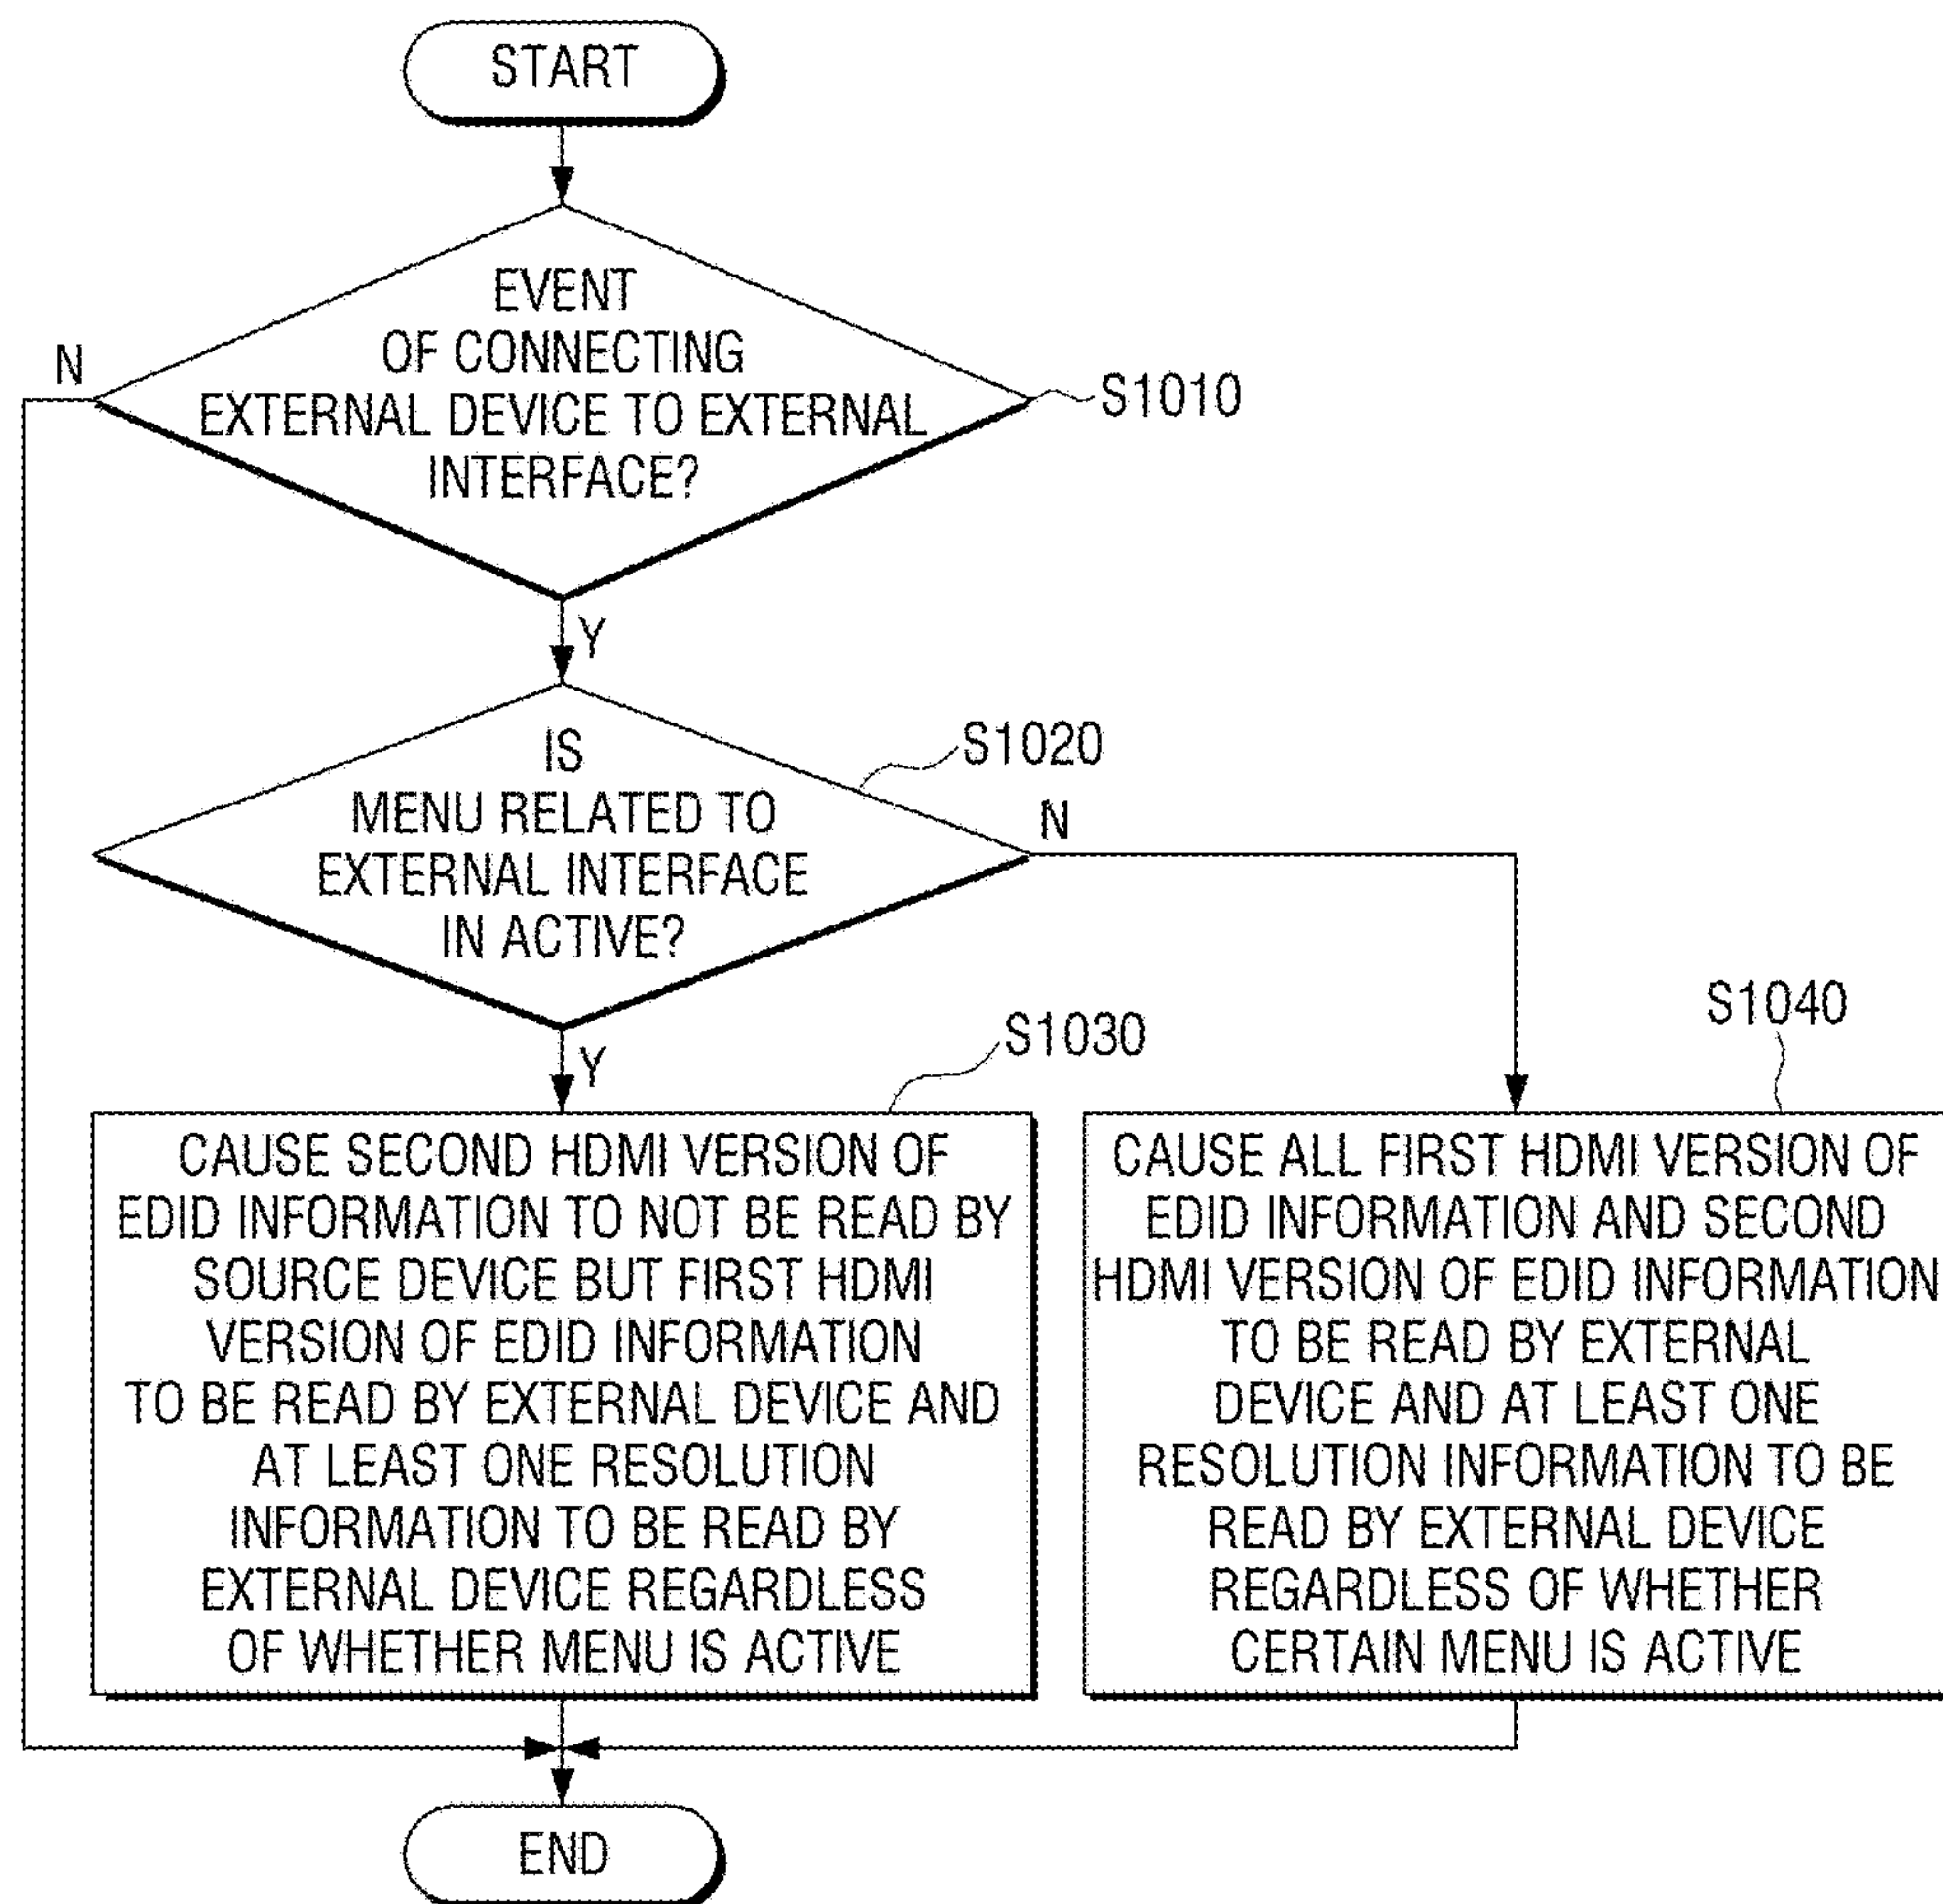 START
EVENT
OF CONNECTING
EXTERNAL DEVICE TO EXTERNAL
INTERFACE?
N
S1010
Y
IS
MENU RELATED TO
EXTERNAL INTERFACE
IN ACTIVE?
S1020
N
Y
S1030
CAUSE SECOND HDMI VERSION OF
EDID INFORMATION TO NOT BE READ BY
SOURCE DEVICE BUT FIRST HDMI
VERSION OF EDID INFORMATION
TO BE READ BY EXTERNAL DEVICE AND
AT LEAST ONE RESOLUTION
INFORMATION TO BE READ BY
EXTERNAL DEVICE REGARDLESS
OF WHETHER MENU IS ACTIVE
S1040
CAUSE ALL FIRST HDMI VERSION OF
EDID INFORMATION AND SECOND
HDMI VERSION OF EDID INFORMATION
TO BE READ BY EXTERNAL
DEVICE AND AT LEAST ONE
RESOLUTION INFORMATION TO BE
READ BY EXTERNAL DEVICE
REGARDLESS OF WHETHER
CERTAIN MENU IS ACTIVE
END